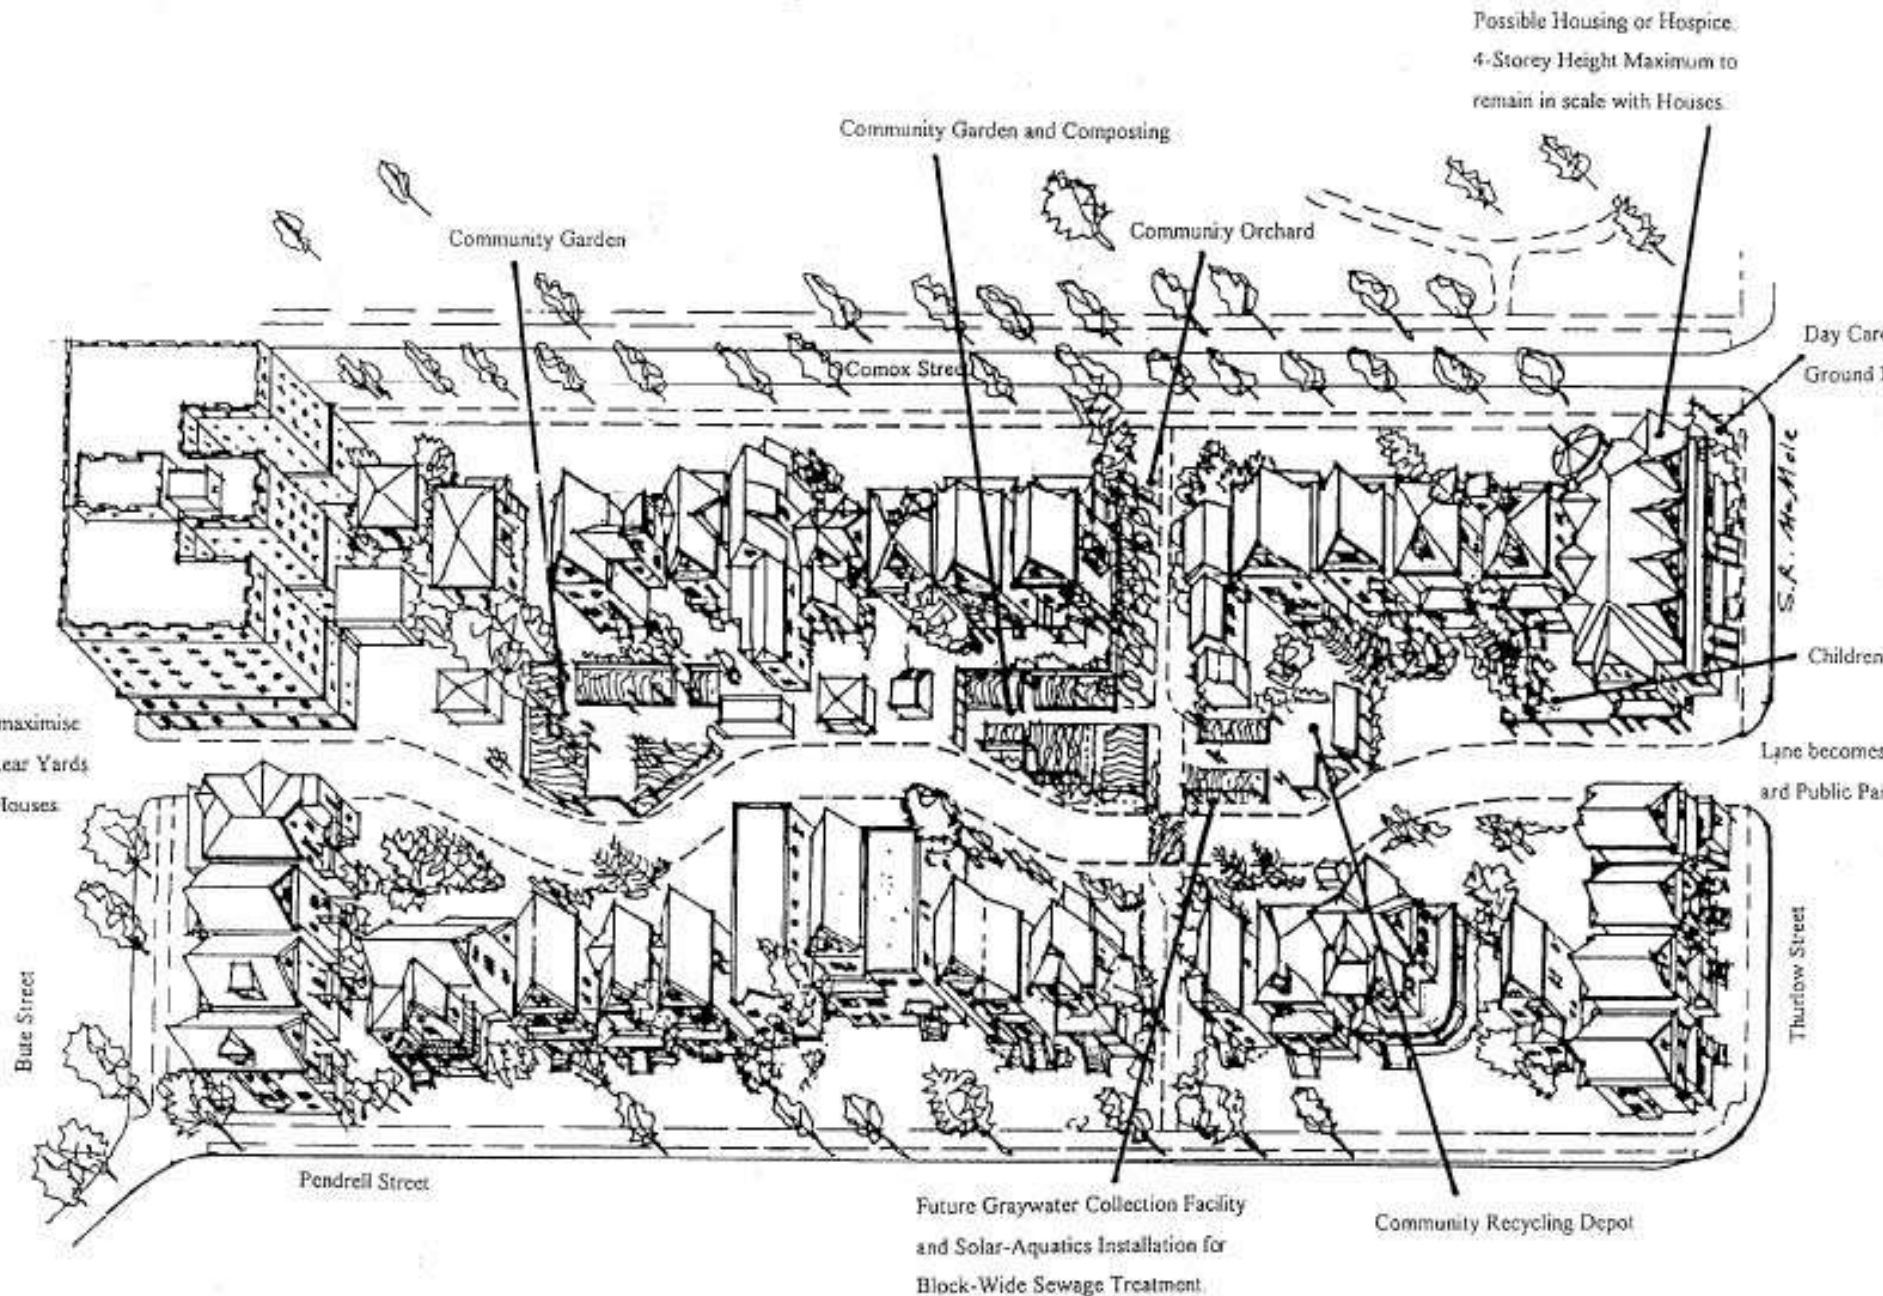 Possible Housing or Hospice.
4-Storey Height Maximum to
remain in scale with Houses.
Community Garden and Composting
Community Garden
Community Orchard
Day Care
Ground
Comox Street
Children
maximise
Rear Yards
Houses
Lane becomes
and Public
Bute Street
Thurlow Street
Pendrell Street
Future Graywater Collection Facility
and Solar-Aquatics Installation for
Block-Wide Sewage Treatment.
Community Recycling Depot